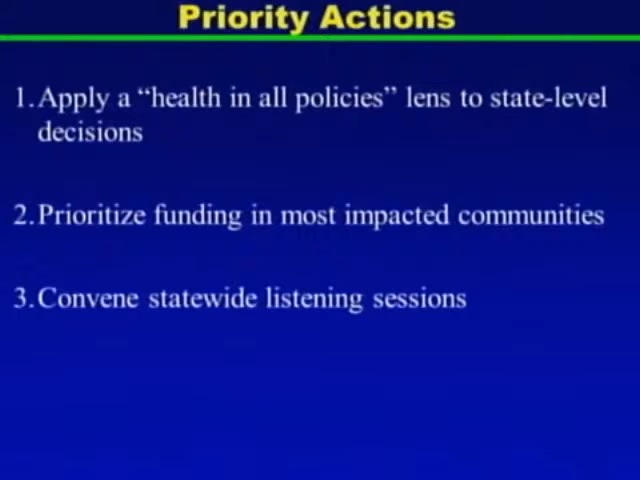 Priority Actions
1.Apply a “health in all policies” lens to state-level
decisions
2.Prioritize funding in most impacted communities
3.Convene statewide listening sessions